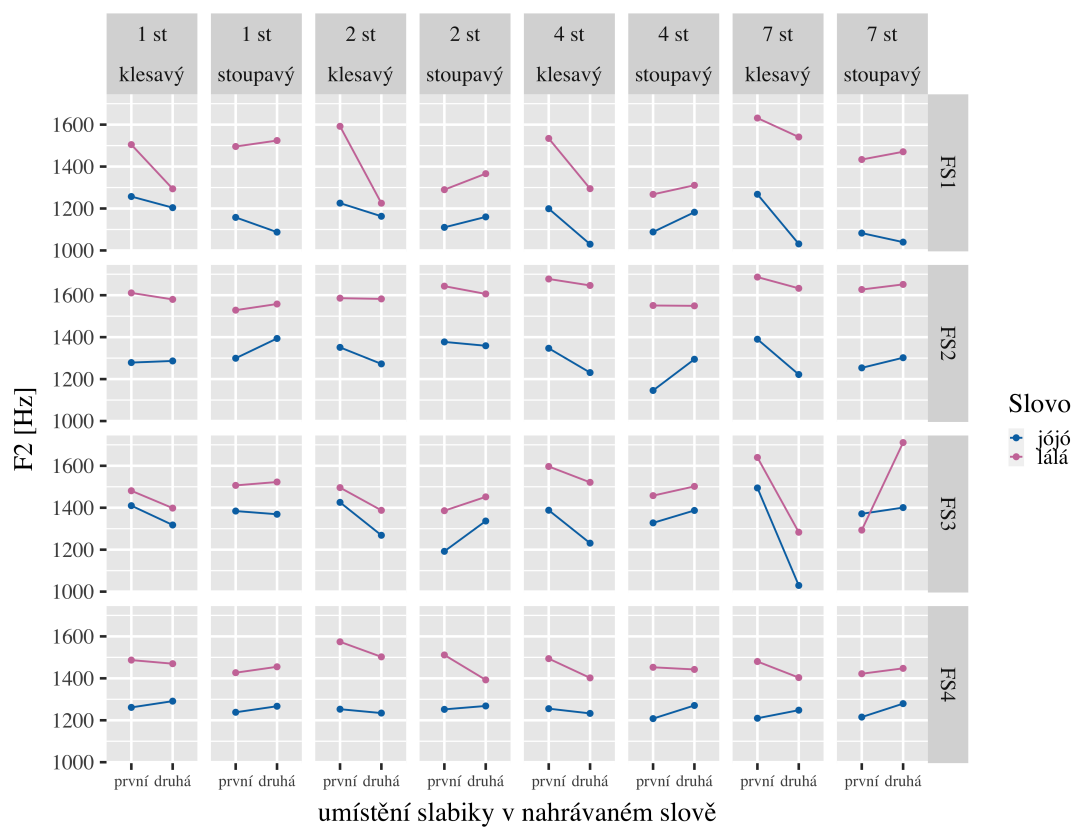 1 st 1 st 2 st 2 st 4 st 4 st 7 st 7 st
klesavý stoupavý klesavý stoupavý klesavý stoupavý klesavý stoupavý
1600
1400
1200
1000
FS1
1600
1400
1200
1000
FS2
1600
1400
1200
1000
FS3
1600
1400
1200
1000
FS4
první druhá první druhá první druhá první druhá první druhá první druhá první druhá první druhá
umístění slabiky v nahrávaném slově
F2 [Hz]
Slovo
jójó
lálá